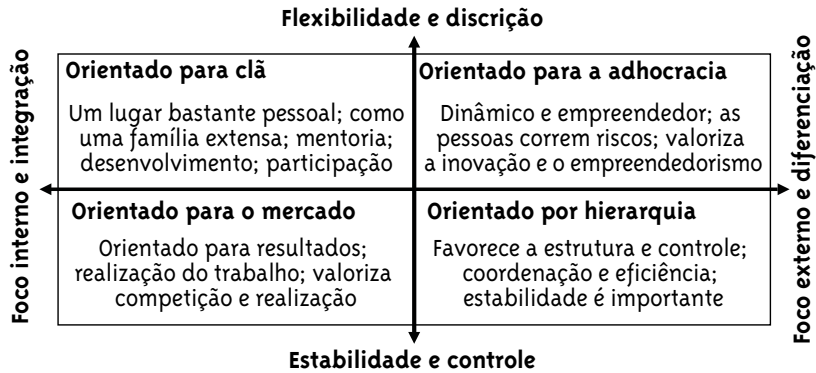 Flexibilidade e discrição
Foco interno e integração
Orientado para clã
Um lugar bastante pessoal; como
uma família extensa; mentoria;
desenvolvimento; participação
Orientado para a adhocracia
Dinâmico e empreendedor; as
pessoas correm riscos; valoriza
a inovação e o empreendedorismo
Orientado para o mercado
Orientado para resultados;
realização do trabalho; valoriza
competição e realização
Orientado por hierarquia
Favorece a estrutura e controle;
coordenação e eficiência;
estabilidade é importante
Foco externo e diferenciação
Estabilidade e controle